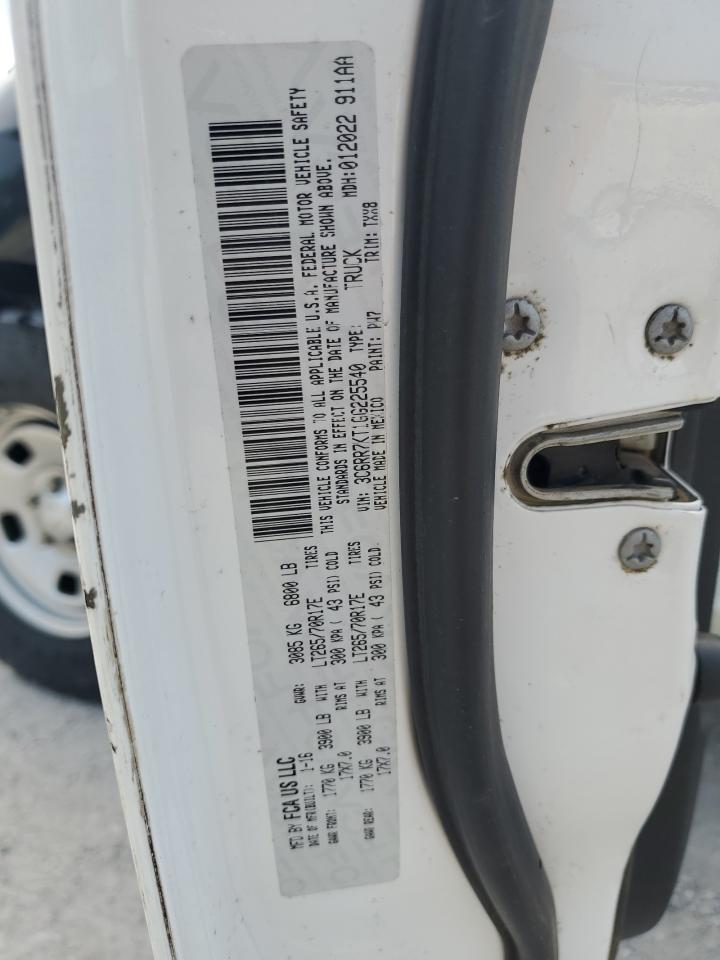 MFD BY FCA US LLC
DATE OF MFR(BUILT): 1-16
GVWR: 3085 KG 6800 LB
GAWR FRONT: 1770 KG 3900 LB WITH LT265/70R17E TIRES
17X7.0 RIMS AT 300 KPA ( 43 PSI) COLD
GAWR REAR: 1770 KG 3900 LB WITH LT265/70R17E TIRES
17X7.0 RIMS AT 300 KPA ( 43 PSI) COLD
THIS VEHICLE CONFORMS TO ALL APPLICABLE U.S.A. FEDERAL MOTOR VEHICLE SAFETY
STANDARDS IN EFFECT ON THE DATE OF MANUFACTURE SHOWN ABOVE.
VIN: 3C6RR7KT1GG225540 TYPE: TRUCK MDH: 012022 911AA
VEHICLE MADE IN MEXICO PAINT: PW7 TRIM: TXX8